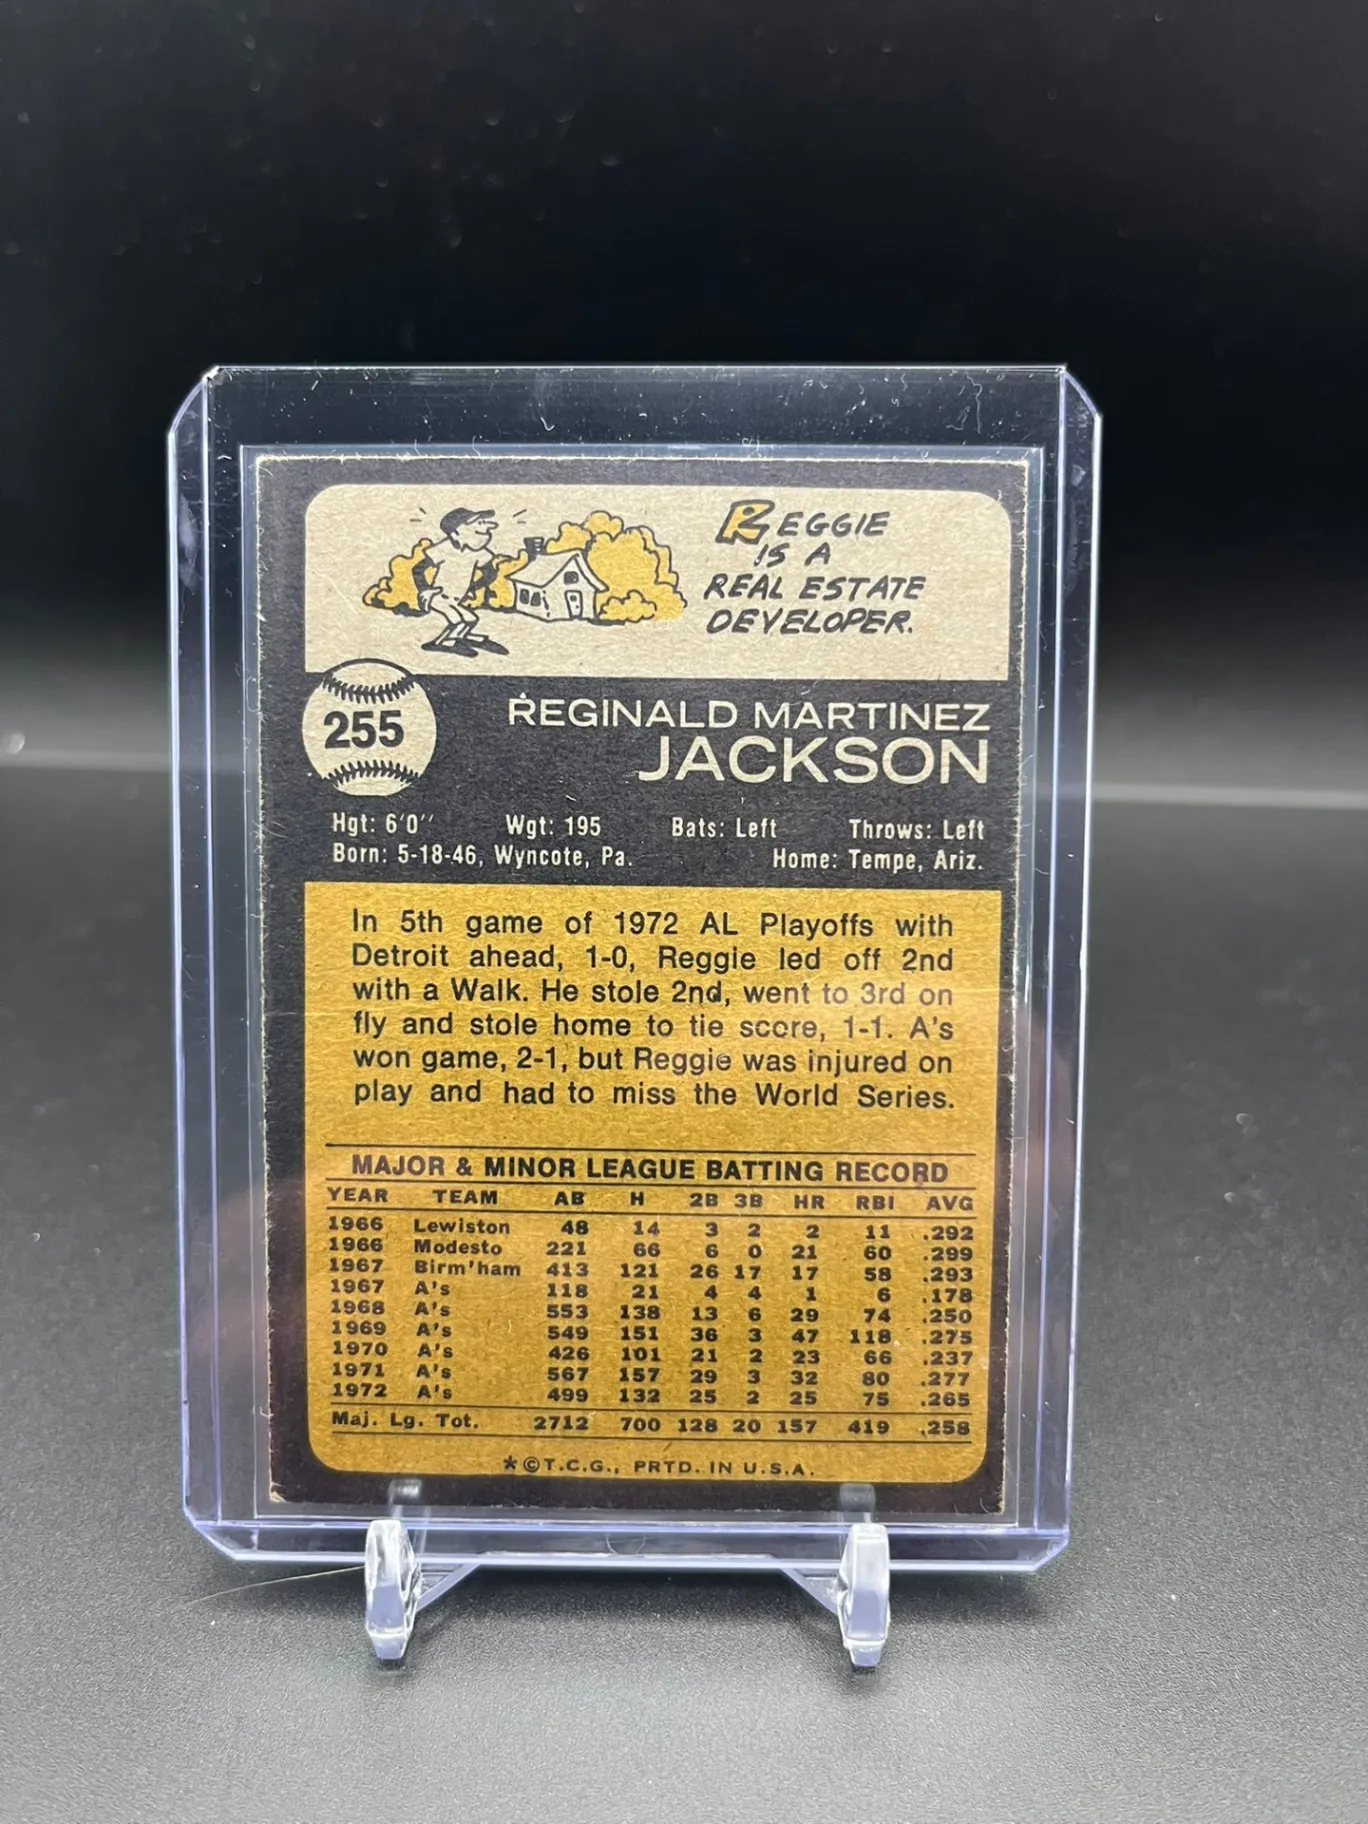 REGGIE
IS A
REAL ESTATE
DEVELOPER.
255
REGINALD MARTINEZ
JACKSON
Hgt: 6'0" Wgt: 195 Bats: Left Throws: Left
Born: 5-18-46, Wyncote, Pa. Home: Tempe, Ariz.
In 5th game of 1972 AL Playoffs with
Detroit ahead, 1-0, Reggie led off 2nd
with a Walk. He stole 2nd, went to 3rd on
fly and stole home to tie score, 1-1. A's
won game, 2-1, but Reggie was injured on
play and had to miss the World Series.
MAJOR & MINOR LEAGUE BATTING RECORD
YEAR TEAM AB H 2B 3B HR RBI AVG
1966 Lewiston 48 14 3 2 2 11 .292
1966 Modesto 221 66 6 0 21 60 .299
1967 Birm'ham 413 121 26 17 17 58 .293
1967 A's 118 21 4 4 1 6 .178
1968 A's 553 138 13 6 29 74 .250
1969 A's 549 151 36 3 47 118 .275
1970 A's 426 101 21 2 23 66 .237
1971 A's 567 157 29 3 32 80 .277
1972 A's 499 132 25 2 25 75 .265
Maj. Lg. Tot. 2712 700 128 20 157 419 .258
*©T.C.G., PRTD. IN U.S.A.